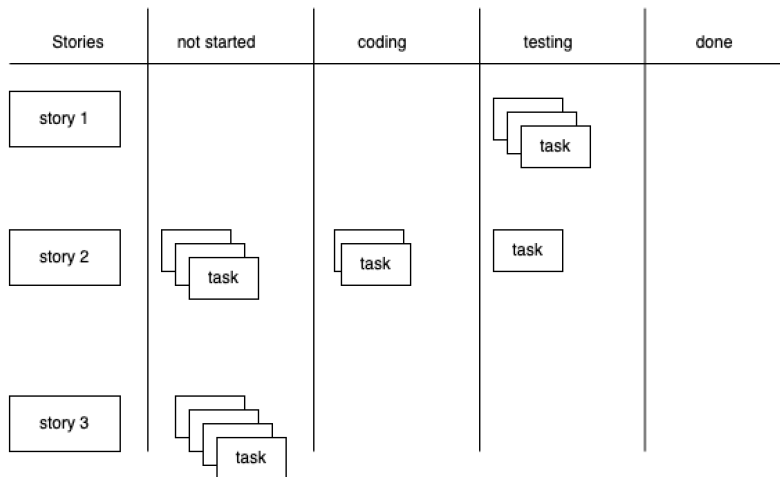 Stories
not started
coding
testing
done
story 1
task
story 2
task
task
task
story 3
task